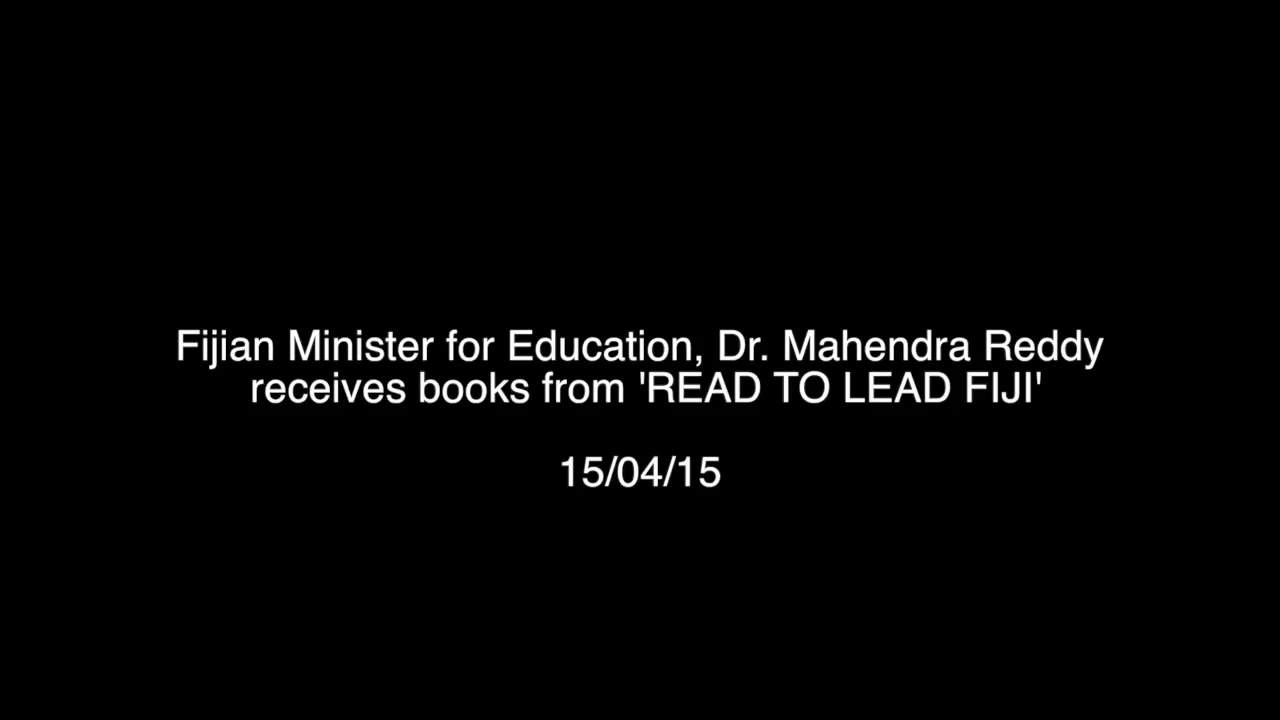 Fijian Minister for Education, Dr. Mahendra Reddy
receives books from 'READ TO LEAD FIJI'
15/04/15